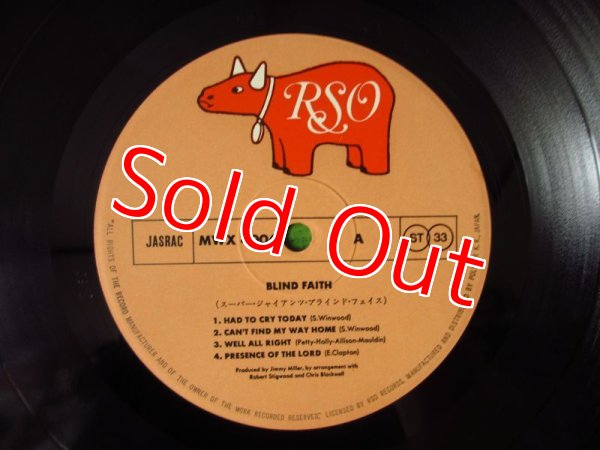 RSO
Sold Out
JASRAC
A
ST 33
BLIND FAITH
(スーパー・ジャイアンツ・ブラインド・フェイス)
1. HAD TO CRY TODAY (S.Winwood)
2. CAN'T FIND MY WAY HOME (S.Winwood)
3. WELL ALL RIGHT (Petty-Holly-Allison-Mauldin)
4. PRESENCE OF THE LORD (E.Clapton)
Produced by Jimmy Miller, by arrangement with
Robert Stigwood and Chris Blackwell
"ALL RIGHTS OF THE RECORD MANUFACTURER AND OF THE OWNER OF THE WORK RECORDED RESERVED." LICENSED BY RSO RECORDS, MANUFACTURED AND DISTRIBUTED BY K.K., JAPAN